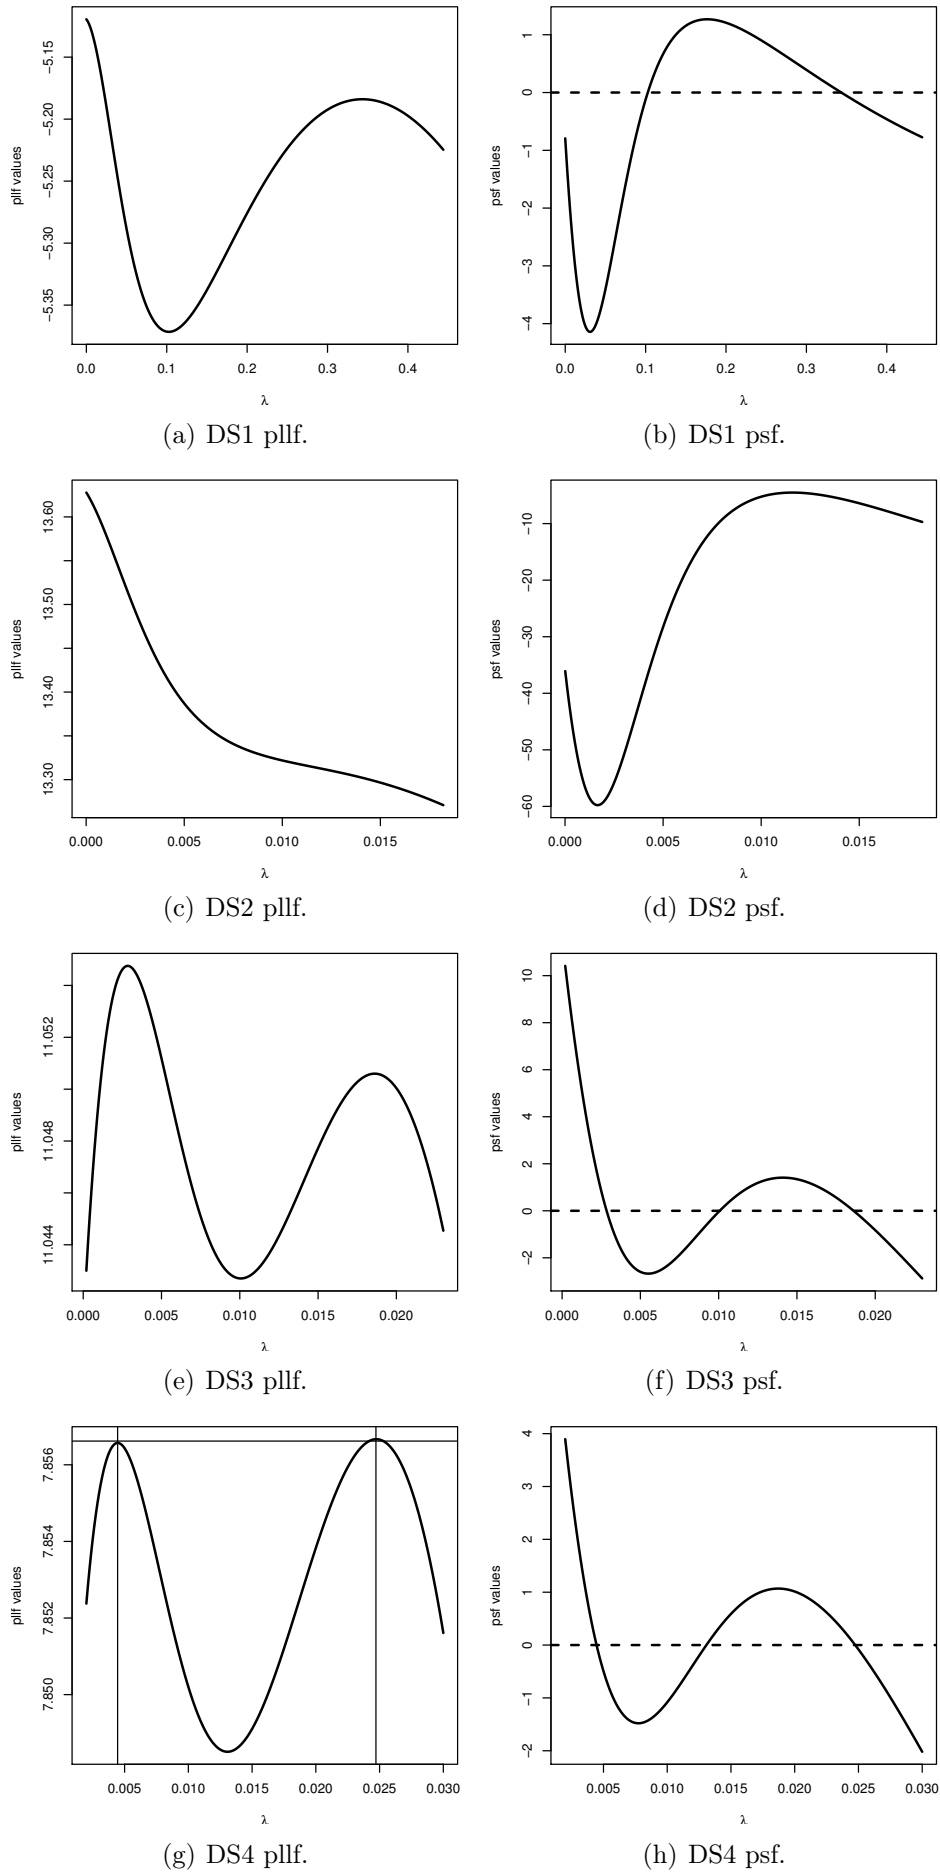 −5.15
−5.20
−5.25
−5.30
−5.35
pllf values
0.0 0.1 0.2 0.3 0.4
λ
(a) DS1 pllf.
1
0
−1
−2
−3
−4
psf values
0.0 0.1 0.2 0.3 0.4
λ
(b) DS1 psf.
13.60
13.50
13.40
13.30
pllf values
0.000 0.005 0.010 0.015
λ
(c) DS2 pllf.
−10
−20
−30
−40
−50
−60
psf values
0.000 0.005 0.010 0.015
λ
(d) DS2 psf.
11.052
11.048
11.044
pllf values
0.000 0.005 0.010 0.015 0.020
λ
(e) DS3 pllf.
10
8
6
4
2
0
−2
psf values
0.000 0.005 0.010 0.015 0.020
λ
(f) DS3 psf.
7.856
7.854
7.852
7.850
pllf values
0.005 0.010 0.015 0.020 0.025 0.030
λ
(g) DS4 pllf.
4
3
2
1
0
−1
−2
psf values
0.005 0.010 0.015 0.020 0.025 0.030
λ
(h) DS4 psf.